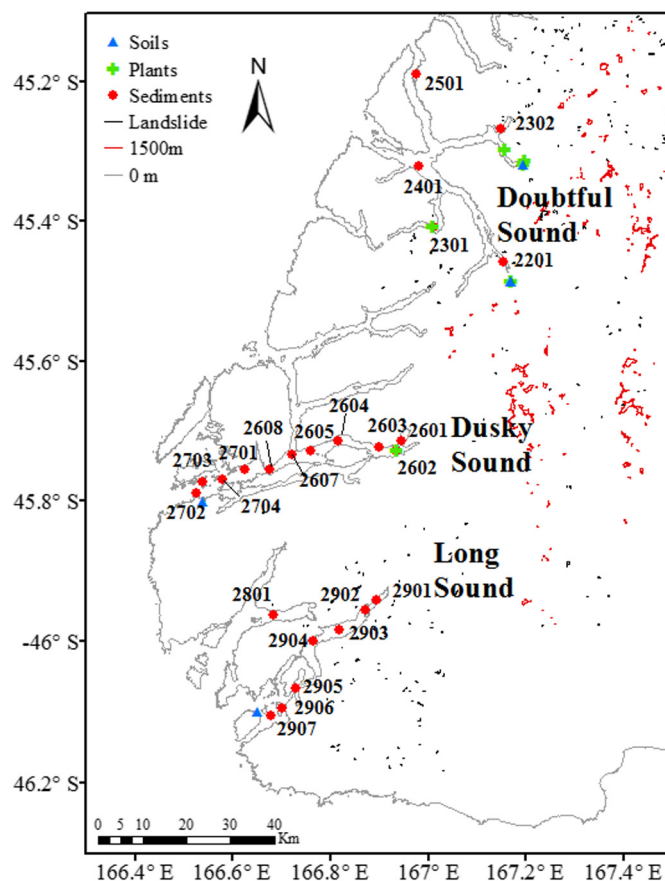 45.2° S
45.4° S
45.6° S
45.8° S
-46° S
46.2° S
Soils
Plants
Sediments
Landslide
1500m
0 m
N
2501
2302
2401
Doubtful
Sound
2301
2201
2604
2608
2605
2603
2601
Dusky
Sound
2703
2701
2607
2602
2702
2704
Long
Sound
2801
2902
2901
2904
2903
2905
2906
2907
0 5 10 20 30 40
Km
166.4° E 166.6° E 166.8° E 167° E 167.2° E 167.4° E